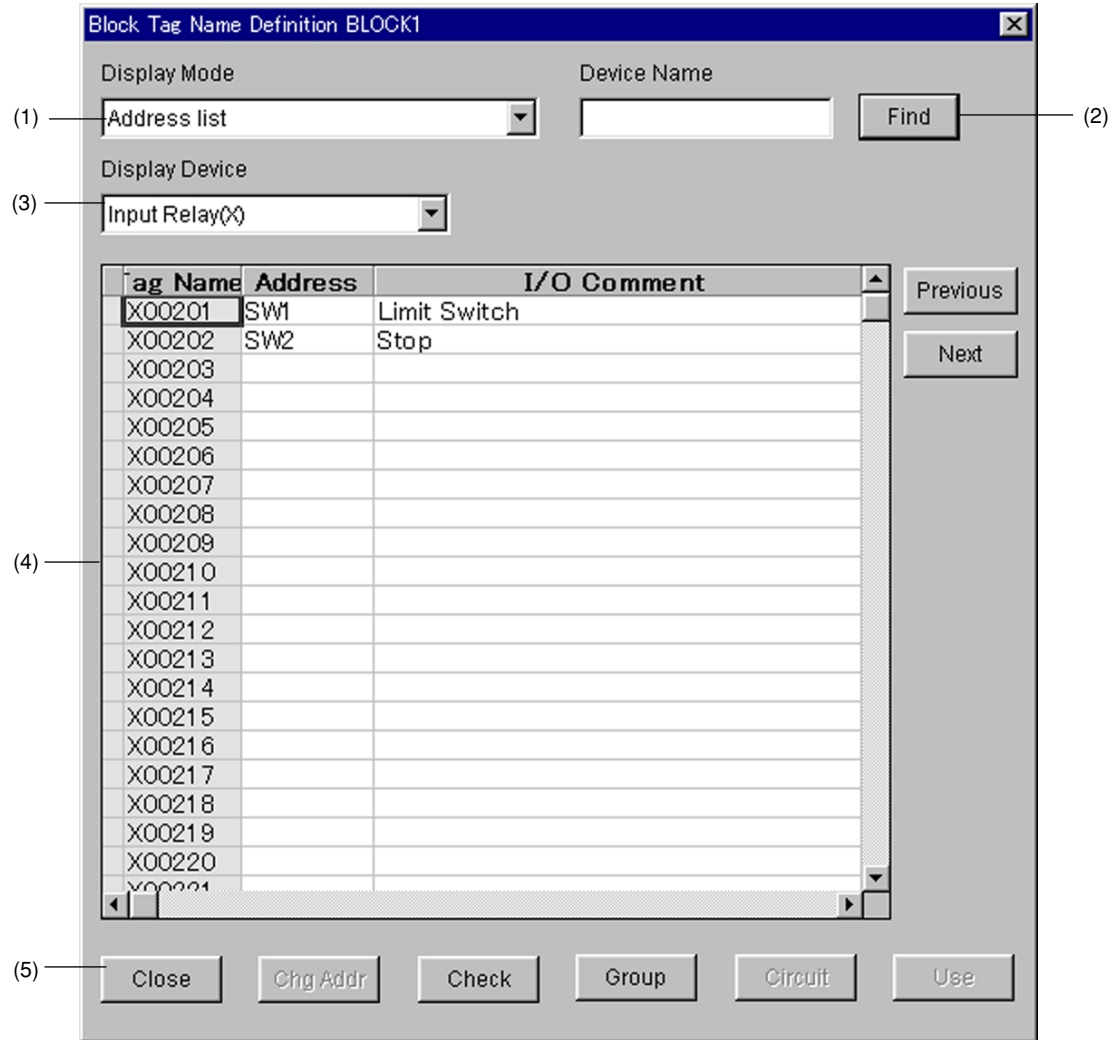 Block Tag Name Definition BLOCK1
Display Mode Device Name
(1) Address list Find (2)
Display Device
(3) Input Relay(X)
Tag Name Address I/O Comment
Previous
X00201 SW1 Limit Switch
X00202 SW2 Stop
Next
X00203
X00204
X00205
X00206
X00207
X00208
X00209
(4)
X00210
X00211
X00212
X00213
X00214
X00215
X00216
X00217
X00218
X00219
X00220
X00221
(5) Close Chg Addr Check Group Circuit Use